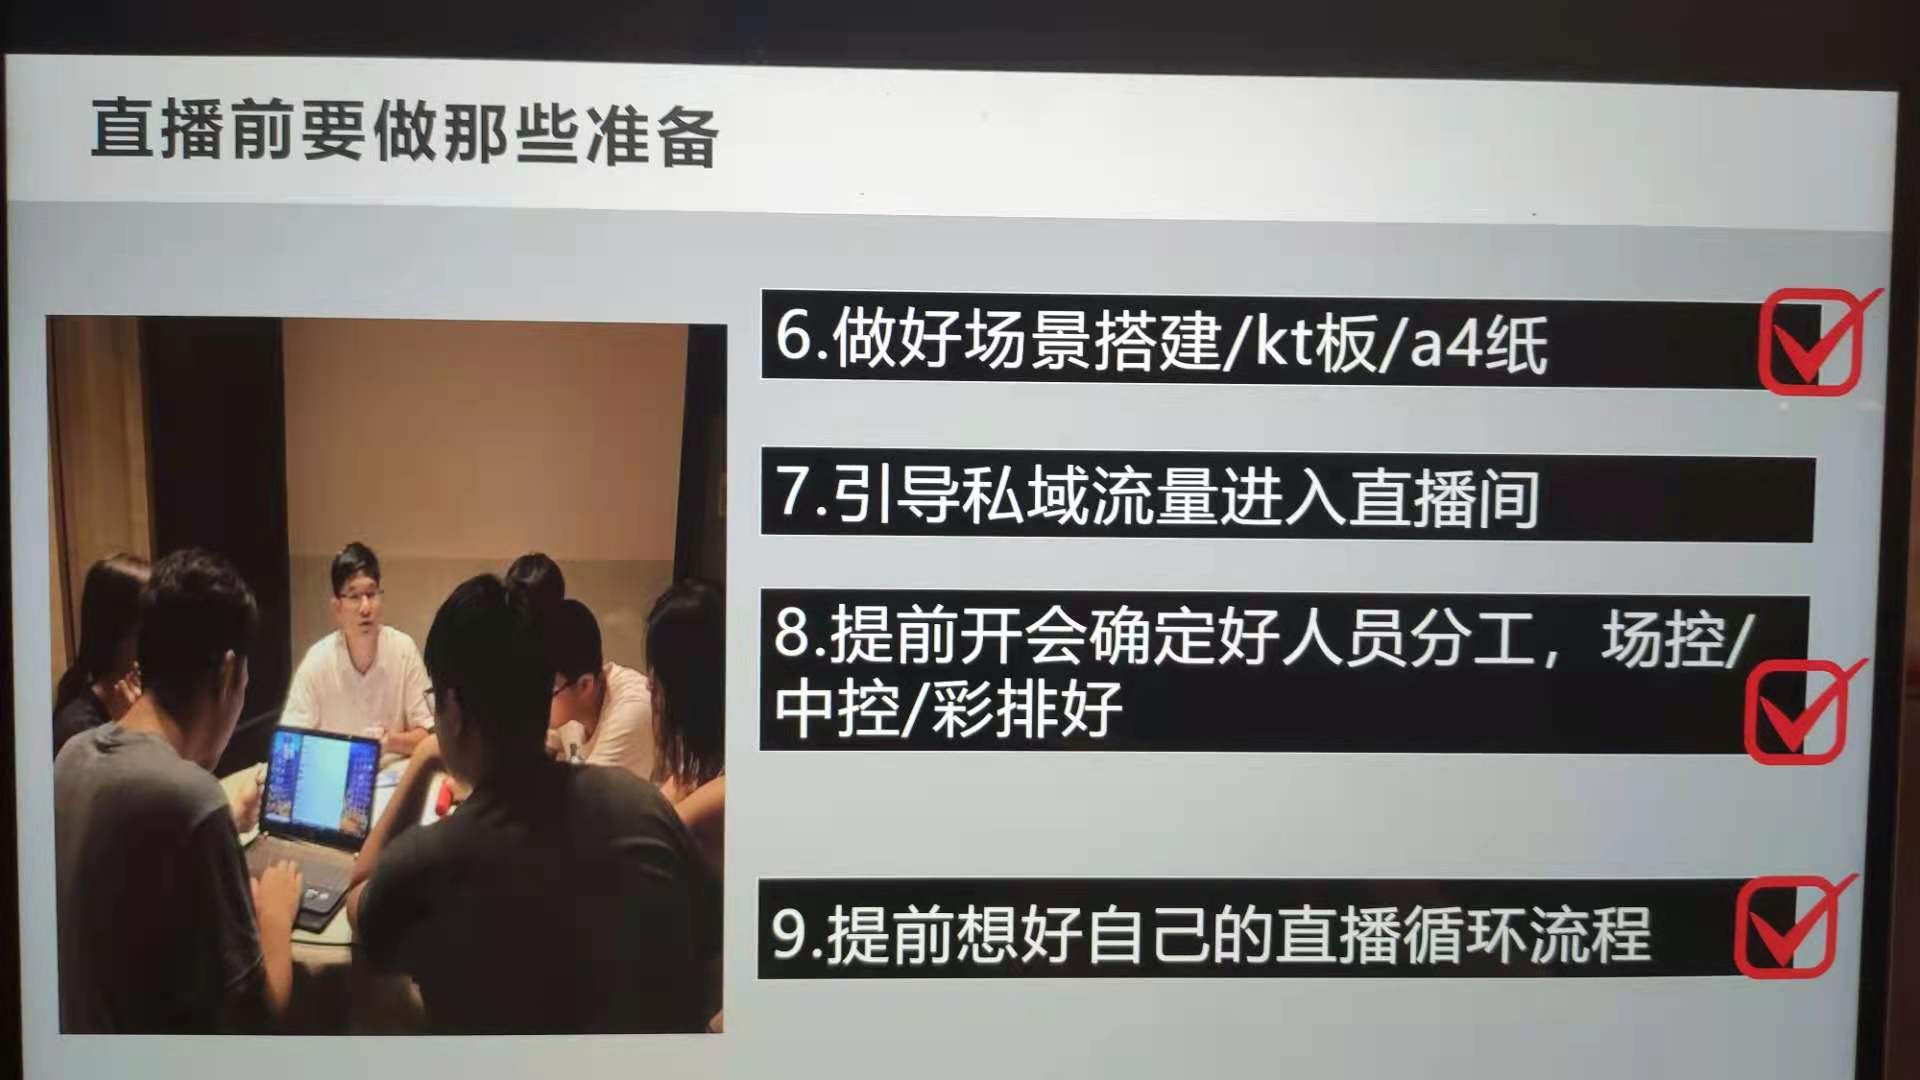 直播前要做那些准备
6.做好场景搭建/kt板/a4纸
7.引导私域流量进入直播间
8.提前开会确定好人员分工，场控/
中控/彩排好
9.提前想好自己的直播循环流程